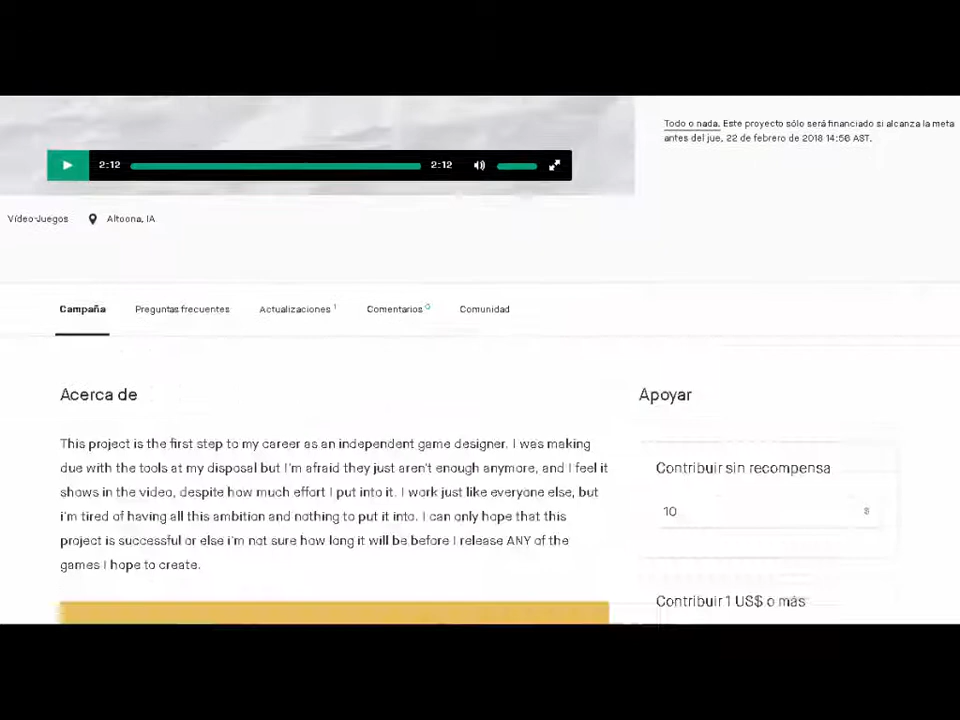 Todo o nada. Este proyecto sólo será financiado si alcanza la meta
antes del jue, 22 de febrero de 2018 14:56 AST.
2:12
2:12
Vídeo-Juegos
Altoona, IA
Campaña
Preguntas frecuentes
Actualizaciones 1
Comentarios 0
Comunidad
Acerca de
This project is the first step to my career as an independent game designer. I was making
due with the tools at my disposal but I'm afraid they just aren't enough anymore, and I feel it
shows in the video, despite how much effort I put into it. I work just like everyone else, but
i'm tired of having all this ambition and nothing to put it into. I can only hope that this
project is successful or else i'm not sure how long it will be before I release ANY of the
games I hope to create.
Apoyar
Contribuir sin recompensa
10
$
Contribuir 1 US$ o más